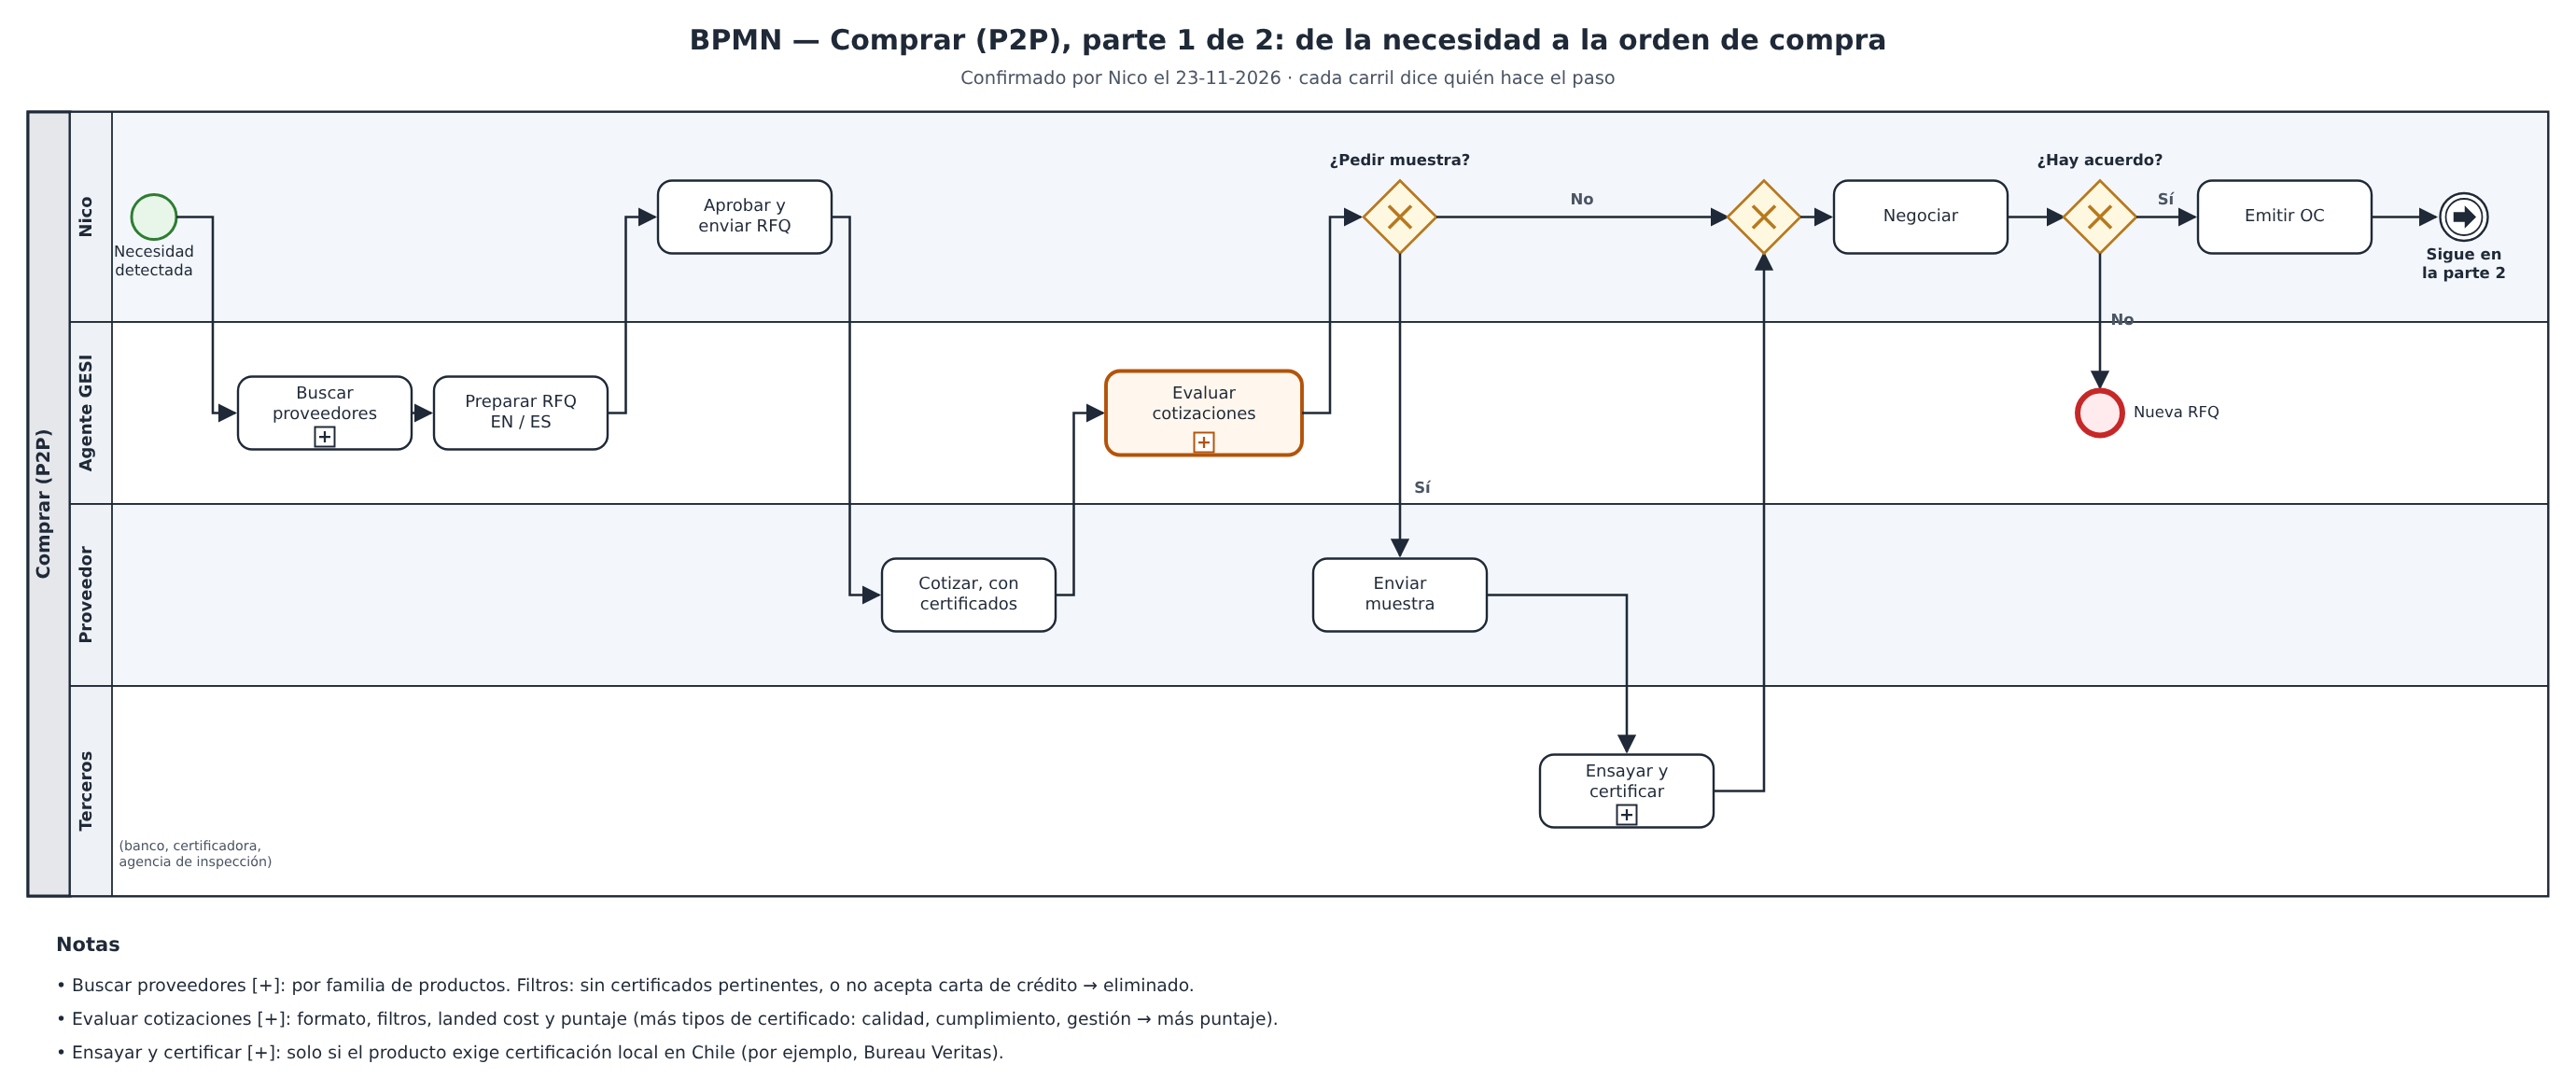 BPMN — Comprar (P2P), parte 1 de 2: de la necesidad a la orden de compra
Confirmado por Nico el 23-11-2026 · cada carril dice quién hace el paso
Comprar (P2P)
Nico
Necesidad
detectada
Aprobar y
enviar RFQ
¿Pedir muestra?
No
Negociar
¿Hay acuerdo?
Sí
Emitir OC
Sigue en
la parte 2
No
Agente GESI
Buscar
proveedores
+
Preparar RFQ
EN / ES
Evaluar
cotizaciones
+
Sí
Nueva RFQ
Proveedor
Cotizar, con
certificados
Enviar
muestra
Terceros
(banco, certificadora,
agencia de inspección)
Ensayar y
certificar
+
Notas
• Buscar proveedores [+]: por familia de productos. Filtros: sin certificados pertinentes, o no acepta carta de crédito → eliminado.
• Evaluar cotizaciones [+]: formato, filtros, landed cost y puntaje (más tipos de certificado: calidad, cumplimiento, gestión → más puntaje).
• Ensayar y certificar [+]: solo si el producto exige certificación local en Chile (por ejemplo, Bureau Veritas).